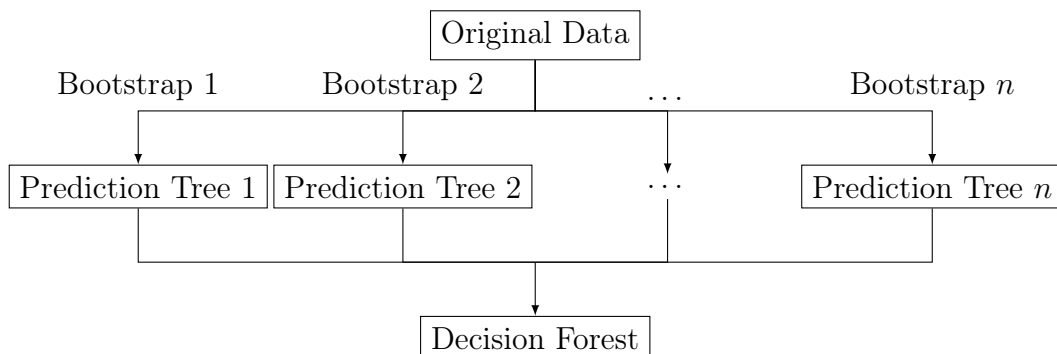 Original Data
Bootstrap 1 Bootstrap 2 ... Bootstrap n
Prediction Tree 1 Prediction Tree 2 ... Prediction Tree n
Decision Forest